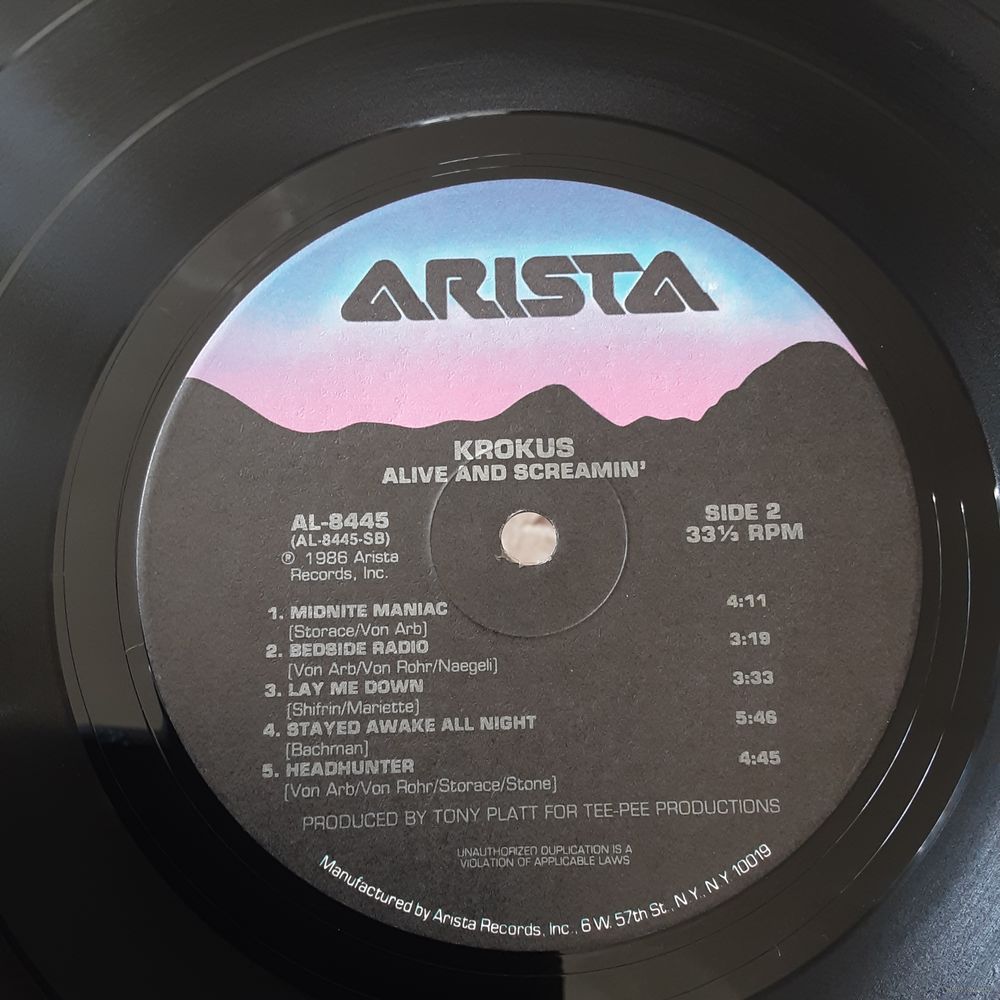 ARISTA
KROKUS
ALIVE AND SCREAMIN'
AL-8445
(AL-8445-SB)
℗ 1986 Arista
Records, Inc.
SIDE 2
33⅓ RPM
1. MIDNITE MANIAC 4:11
[Storace/Von Arb]
2. BEDSIDE RADIO 3:19
[Von Arb/Von Rohr/Naegeli]
3. LAY ME DOWN 3:33
[Shifrin/Mariette]
4. STAYED AWAKE ALL NIGHT 5:46
[Bachman]
5. HEADHUNTER 4:45
[Von Arb/Von Rohr/Storace/Stone]
PRODUCED BY TONY PLATT FOR TEE-PEE PRODUCTIONS
UNAUTHORIZED DUPLICATION IS A
VIOLATION OF APPLICABLE LAWS
Manufactured by Arista Records, Inc., 6 W. 57th St., N.Y., N.Y 10019